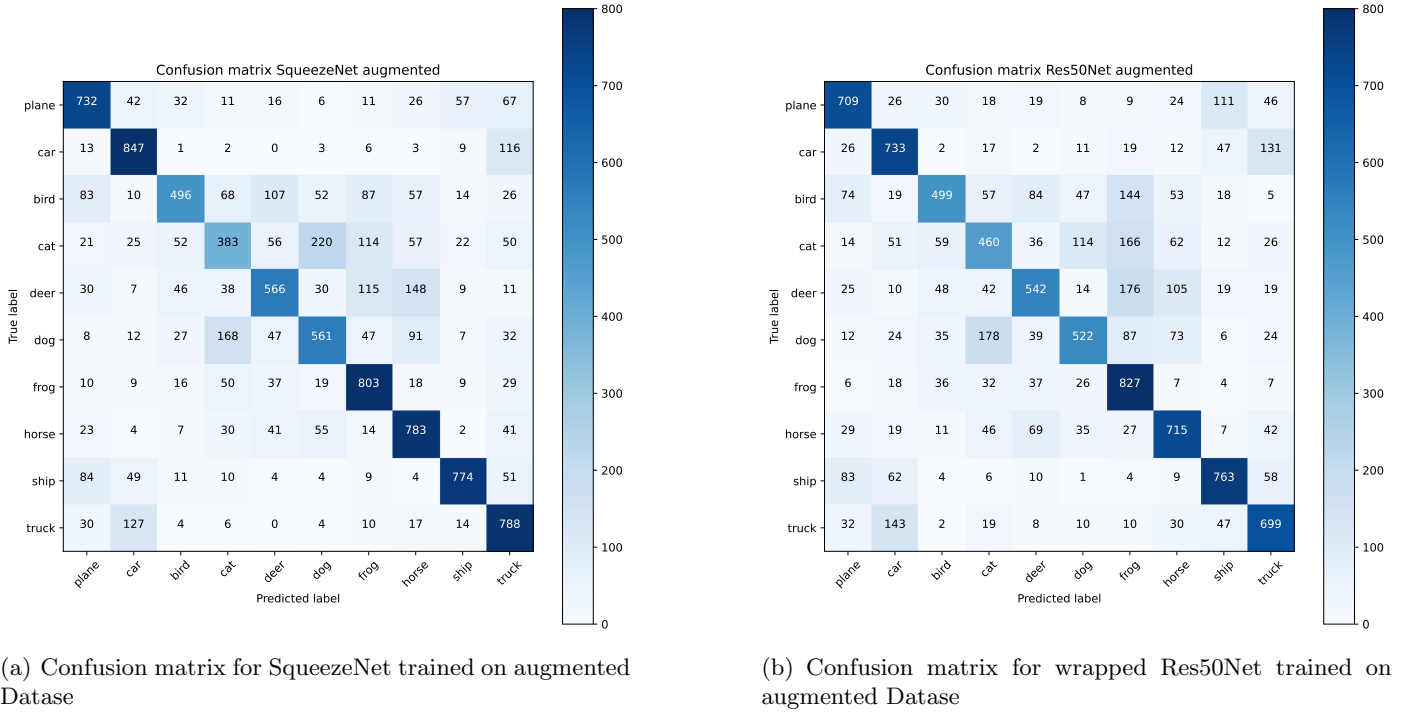 Confusion matrix SqueezeNet augmented
plane 732 42 32 11 16 6 11 26 57 67
car 13 847 1 2 0 3 6 3 9 116
bird 83 10 496 68 107 52 87 57 14 26
cat 21 25 52 383 56 220 114 57 22 50
deer 30 7 46 38 566 30 115 148 9 11
dog 8 12 27 168 47 561 47 91 7 32
frog 10 9 16 50 37 19 803 18 9 29
horse 23 4 7 30 41 55 14 783 2 41
ship 84 49 11 10 4 4 9 4 774 51
truck 30 127 4 6 0 4 10 17 14 788
plane car bird cat deer dog frog horse ship truck
True label
Predicted label
800
700
600
500
400
300
200
100
0
(a) Confusion matrix for SqueezeNet trained on augmented
Datase
Confusion matrix Res50Net augmented
plane 709 26 30 18 19 8 9 24 111 46
car 26 733 2 17 2 11 19 12 47 131
bird 74 19 499 57 84 47 144 53 18 5
cat 14 51 59 460 36 114 166 62 12 26
deer 25 10 48 42 542 14 176 105 19 19
dog 12 24 35 178 39 522 87 73 6 24
frog 6 18 36 32 37 26 827 7 4 7
horse 29 19 11 46 69 35 27 715 7 42
ship 83 62 4 6 10 1 4 9 763 58
truck 32 143 2 19 8 10 10 30 47 699
plane car bird cat deer dog frog horse ship truck
True label
Predicted label
800
700
600
500
400
300
200
100
0
(b) Confusion matrix for wrapped Res50Net trained on
augmented Datase